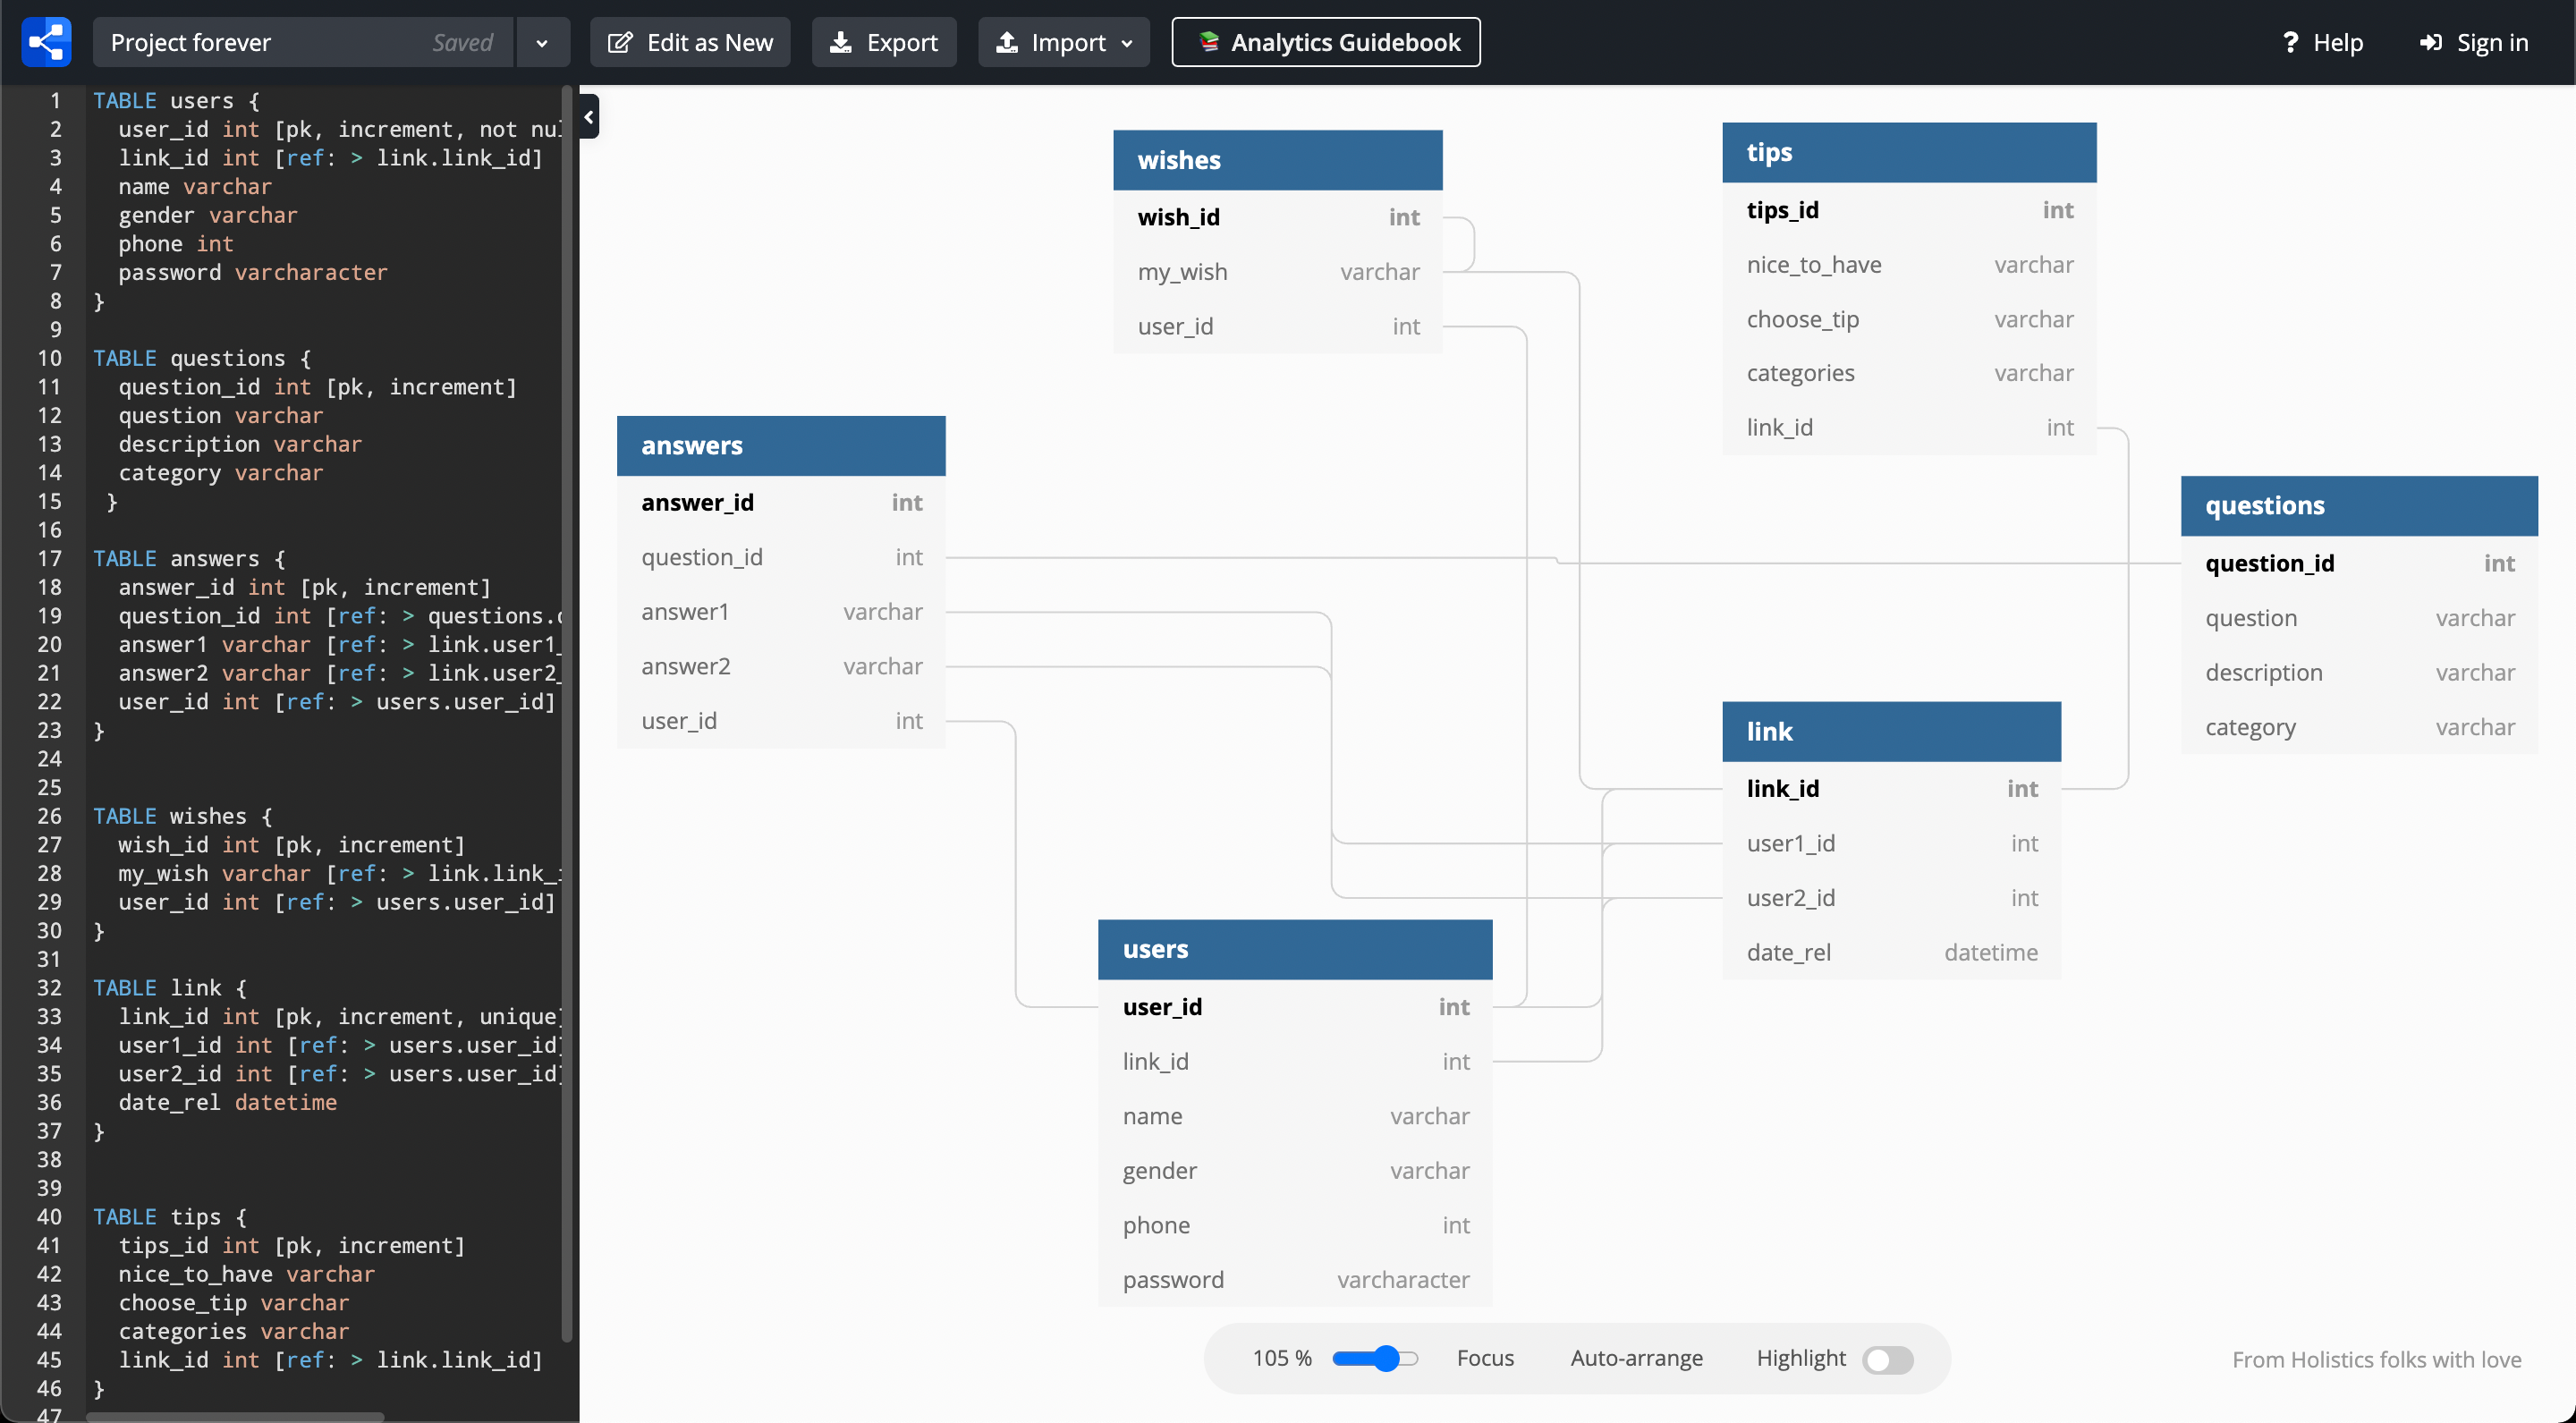 Project forever Saved Edit as New Export Import Analytics Guidebook Help Sign in
1 TABLE users {
2 user_id int [pk, increment, not nul
3 link_id int [ref: > link.link_id]
4 name varchar
5 gender varchar
6 phone int
7 password varcharacter
8 }
9
10 TABLE questions {
11 question_id int [pk, increment]
12 question varchar
13 description varchar
14 category varchar
15 }
16
17 TABLE answers {
18 answer_id int [pk, increment]
19 question_id int [ref: > questions.
20 answer1 varchar [ref: > link.user1_
21 answer2 varchar [ref: > link.user2_
22 user_id int [ref: > users.user_id]
23 }
24
25
26 TABLE wishes {
27 wish_id int [pk, increment]
28 my_wish varchar [ref: > link.link_
29 user_id int [ref: > users.user_id]
30 }
31
32 TABLE link {
33 link_id int [pk, increment, unique]
34 user1_id int [ref: > users.user_id]
35 user2_id int [ref: > users.user_id]
36 date_rel datetime
37 }
38
39
40 TABLE tips {
41 tips_id int [pk, increment]
42 nice_to_have varchar
43 choose_tip varchar
44 categories varchar
45 link_id int [ref: > link.link_id]
46 }
47
wishes
wish_id int
my_wish varchar
user_id int
tips
tips_id int
nice_to_have varchar
choose_tip varchar
categories varchar
link_id int
answers
answer_id int
question_id int
answer1 varchar
answer2 varchar
user_id int
questions
question_id int
question varchar
description varchar
category varchar
link
link_id int
user1_id int
user2_id int
date_rel datetime
users
user_id int
link_id int
name varchar
gender varchar
phone int
password varcharacter
105 % Focus Auto-arrange Highlight
From Holistics folks with love